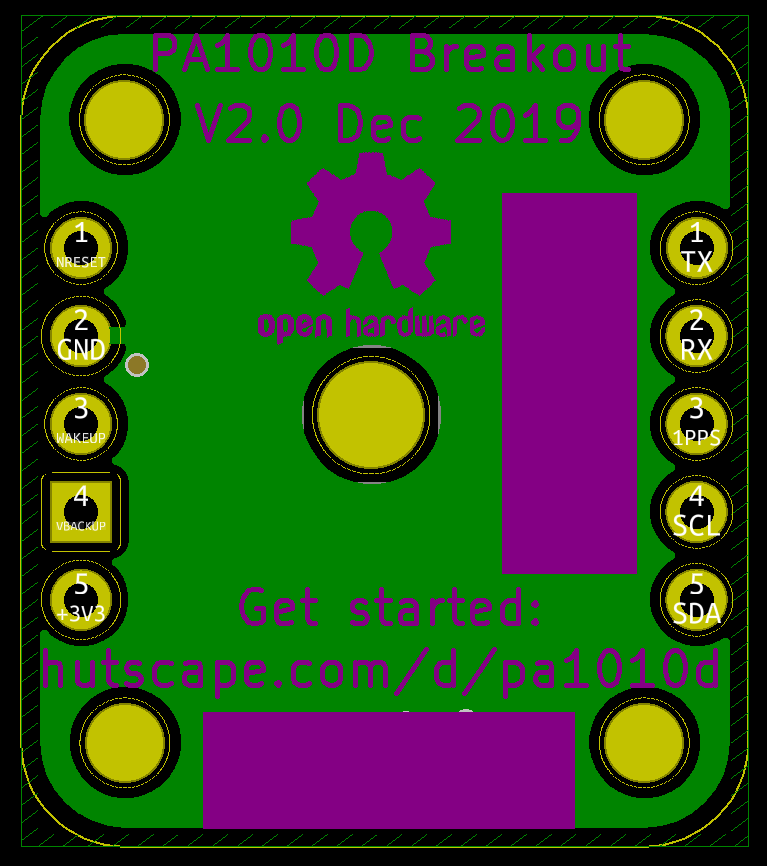 PA1010D Breakout
V2.0 Dec 2019
open hardware
1
NRESET
2
GND
3
WAKEUP
4
VBACKUP
5
+3V3
1
TX
2
RX
3
1PPS
4
SCL
5
SDA
Get started:
hutscape.com/d/pa1010d